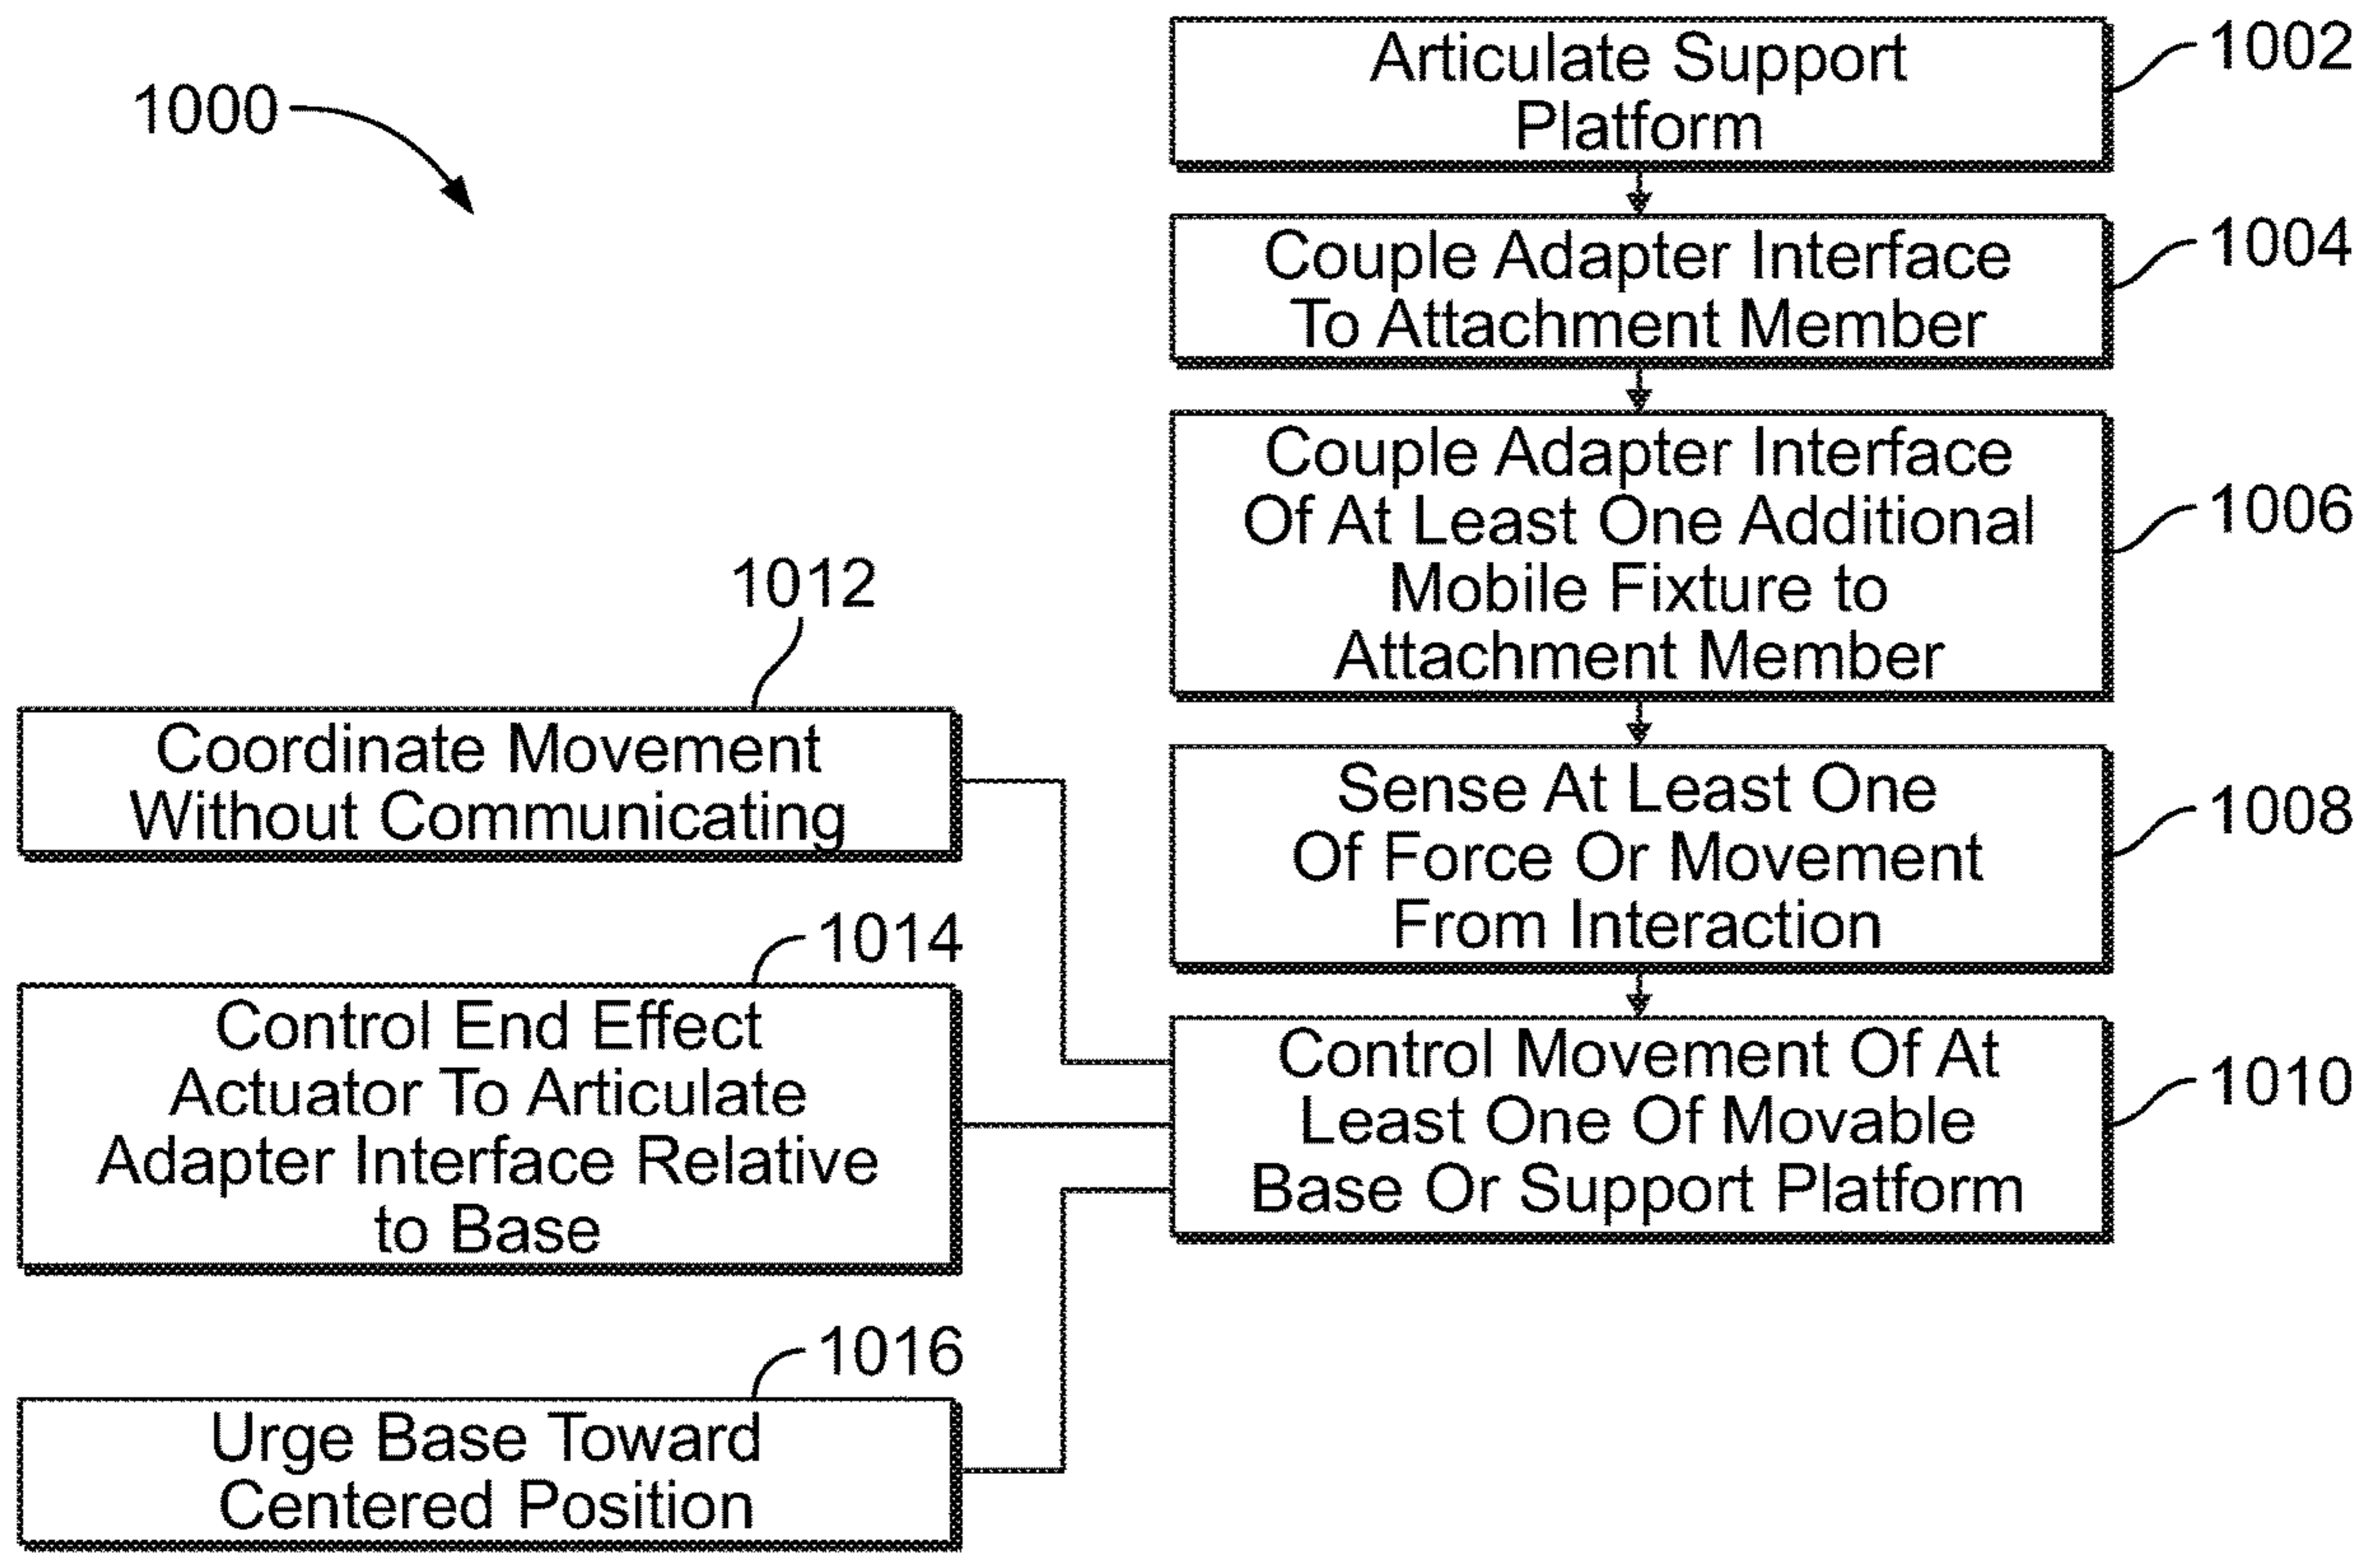 1000
Articulate Support
Platform
1002
Couple Adapter Interface
To Attachment Member
1004
Couple Adapter Interface
Of At Least One Additional
Mobile Fixture to
Attachment Member
1006
Sense At Least One
Of Force Or Movement
From Interaction
1008
Control Movement Of At
Least One Of Movable
Base Or Support Platform
1010
1012
Coordinate Movement
Without Communicating
1014
Control End Effect
Actuator To Articulate
Adapter Interface Relative
to Base
1016
Urge Base Toward
Centered Position